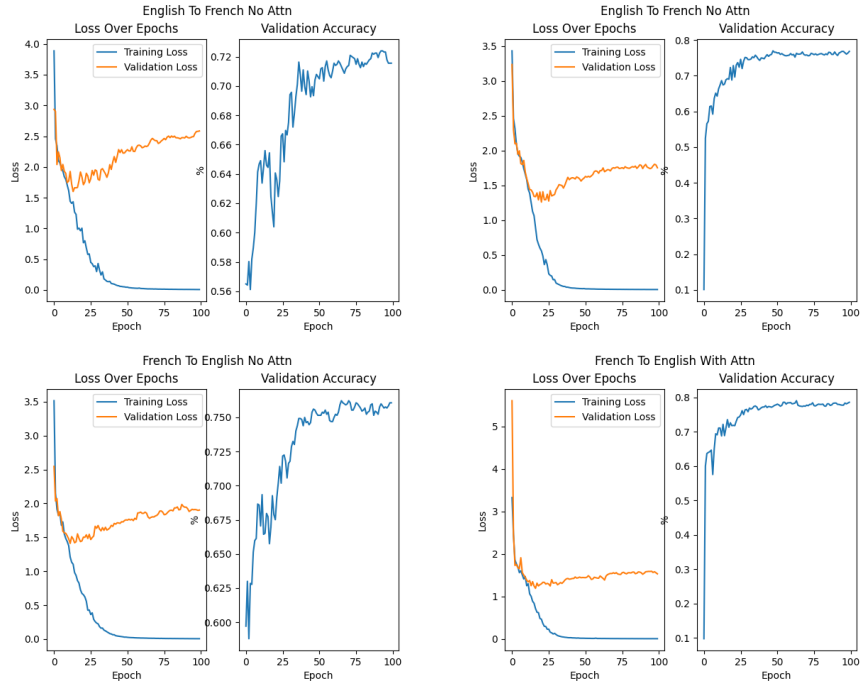 English To French No Attn
Loss Over Epochs
Validation Accuracy
4.0
3.5
3.0
2.5
2.0
1.5
1.0
0.5
0.0
Loss
Training Loss
Validation Loss
0 25 50 75 100
Epoch
0.72
0.70
0.68
0.66
0.64
0.62
0.60
0.58
0.56
%
0 25 50 75 100
Epoch
English To French No Attn
Loss Over Epochs
Validation Accuracy
3.5
3.0
2.5
2.0
1.5
1.0
0.5
0.0
Loss
Training Loss
Validation Loss
0 25 50 75 100
Epoch
0.8
0.7
0.6
0.5
0.4
0.3
0.2
0.1
%
0 25 50 75 100
Epoch
French To English No Attn
Loss Over Epochs
Validation Accuracy
3.5
3.0
2.5
2.0
1.5
1.0
0.5
0.0
Loss
Training Loss
Validation Loss
0 25 50 75 100
Epoch
0.750
0.725
0.700
0.675
0.650
0.625
0.600
%
0 25 50 75 100
Epoch
French To English With Attn
Loss Over Epochs
Validation Accuracy
5
4
3
2
1
0
Loss
Training Loss
Validation Loss
0 25 50 75 100
Epoch
0.8
0.7
0.6
0.5
0.4
0.3
0.2
0.1
%
0 25 50 75 100
Epoch